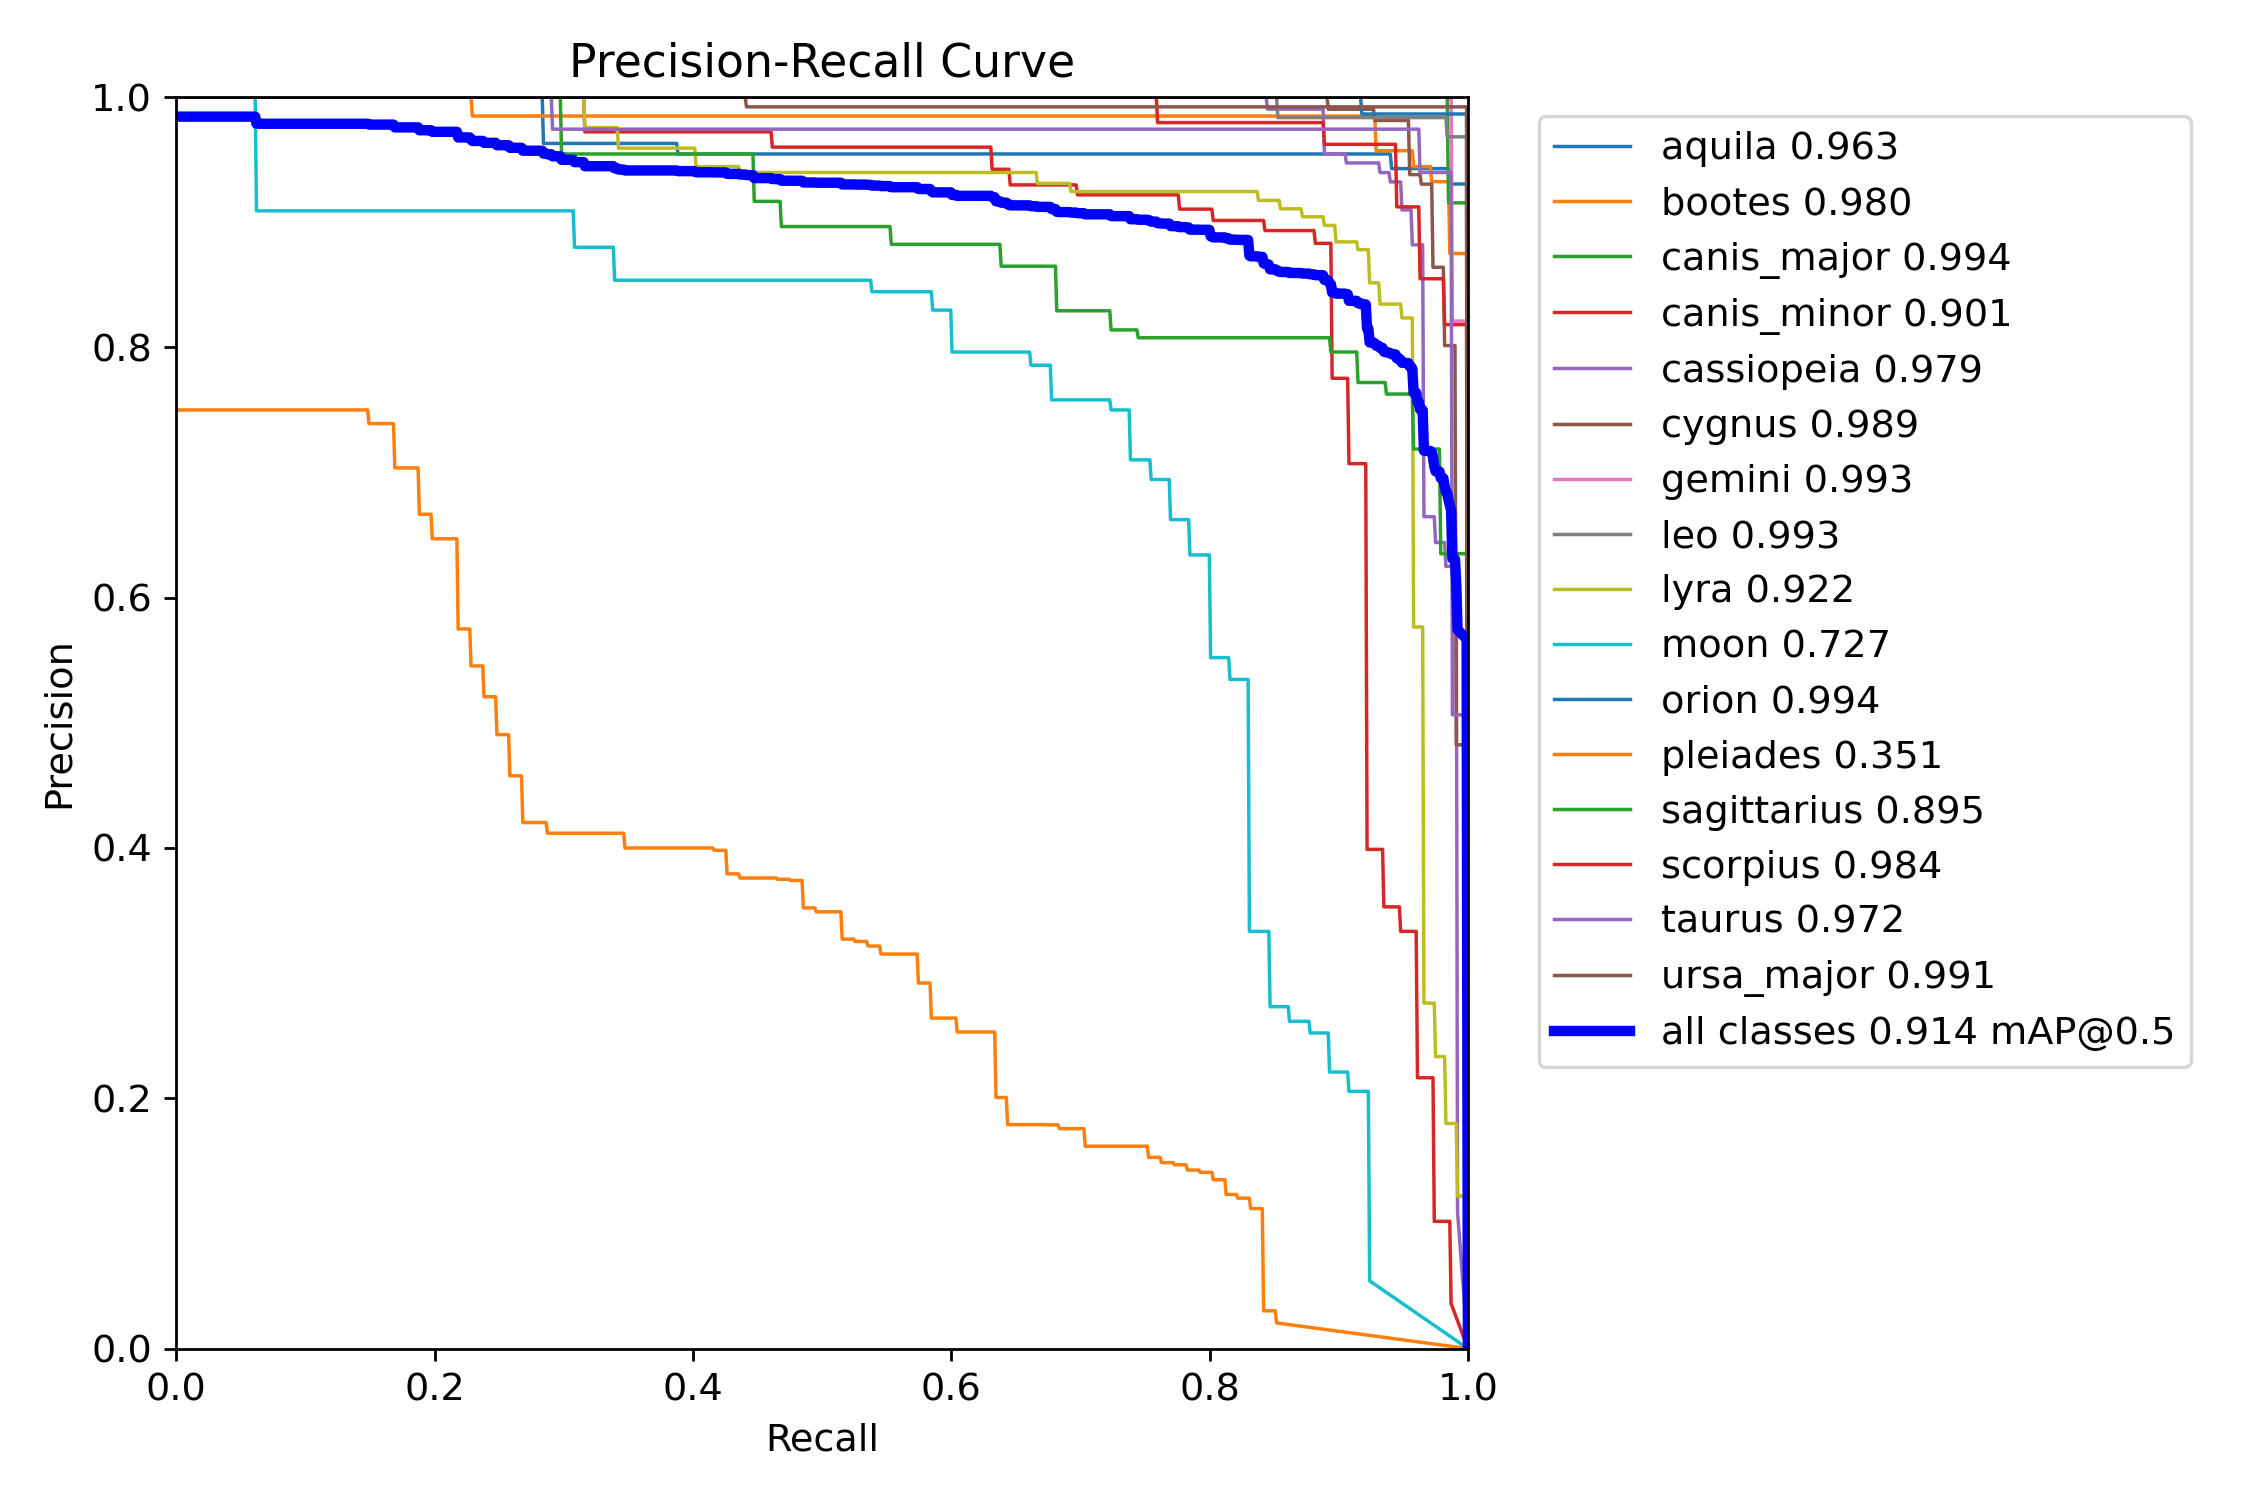 Precision-Recall Curve
1.0
0.8
0.6
0.4
0.2
0.0
Precision
0.0 0.2 0.4 0.6 0.8 1.0
Recall
aquila 0.963
bootes 0.980
canis_major 0.994
canis_minor 0.901
cassiopeia 0.979
cygnus 0.989
gemini 0.993
leo 0.993
lyra 0.922
moon 0.727
orion 0.994
pleiades 0.351
sagittarius 0.895
scorpius 0.984
taurus 0.972
ursa_major 0.991
all classes 0.914 mAP@0.5